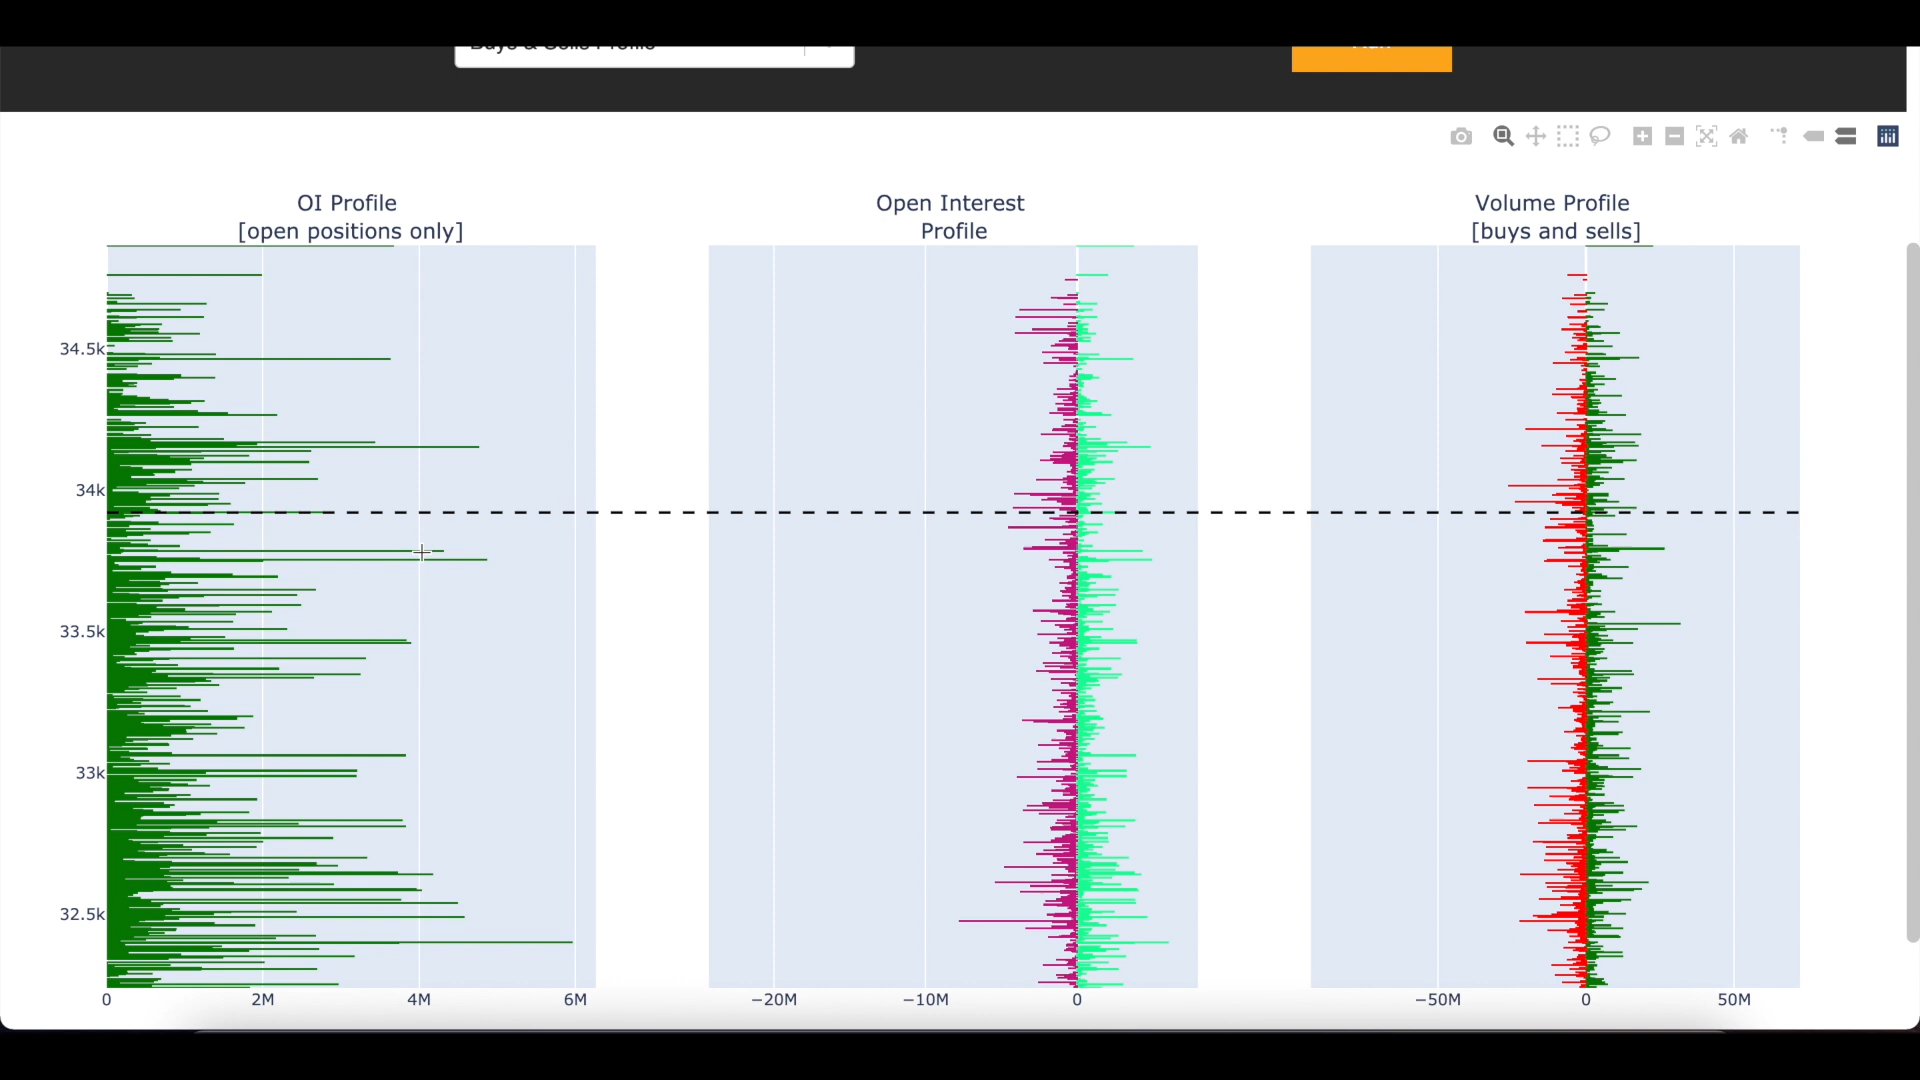 OI Profile
[open positions only]
Open Interest
Profile
Volume Profile
[buys and sells]
34.5k
34k
33.5k
33k
32.5k
0 2M 4M 6M
−20M −10M 0
−50M 0 50M